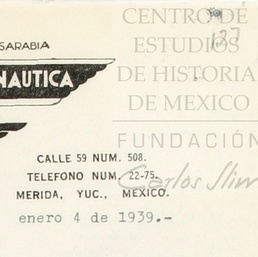 SARABIA
NAUTICA
137
CENTRO DE
ESTUDIOS
DE HISTORIA
DE MEXICO
FUNDACIÓN
Carlos Slim
CALLE 59 NUM. 508.
TELEFONO NUM, 22-75.
MERIDA, YUC., MEXICO.
enero 4 de 1939.-